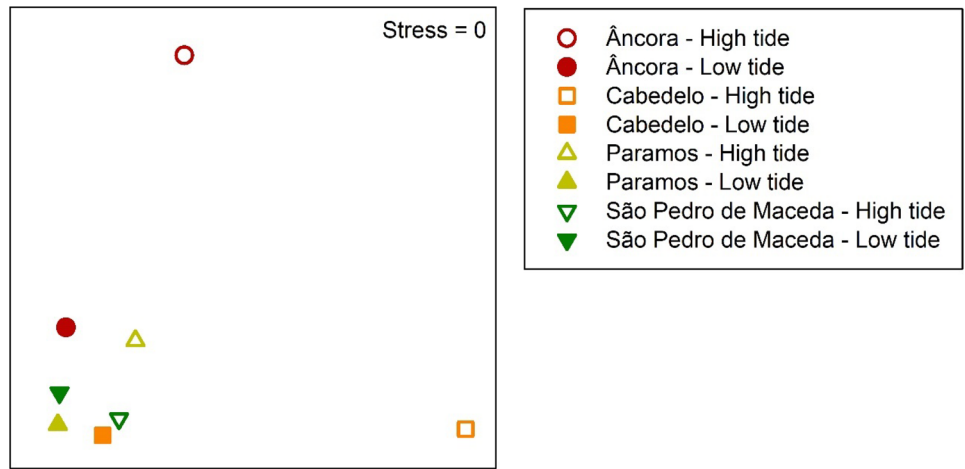 Stress = 0
Âncora - High tide
Âncora - Low tide
Cabedelo - High tide
Cabedelo - Low tide
Paramos - High tide
Paramos - Low tide
São Pedro de Maceda - High tide
São Pedro de Maceda - Low tide